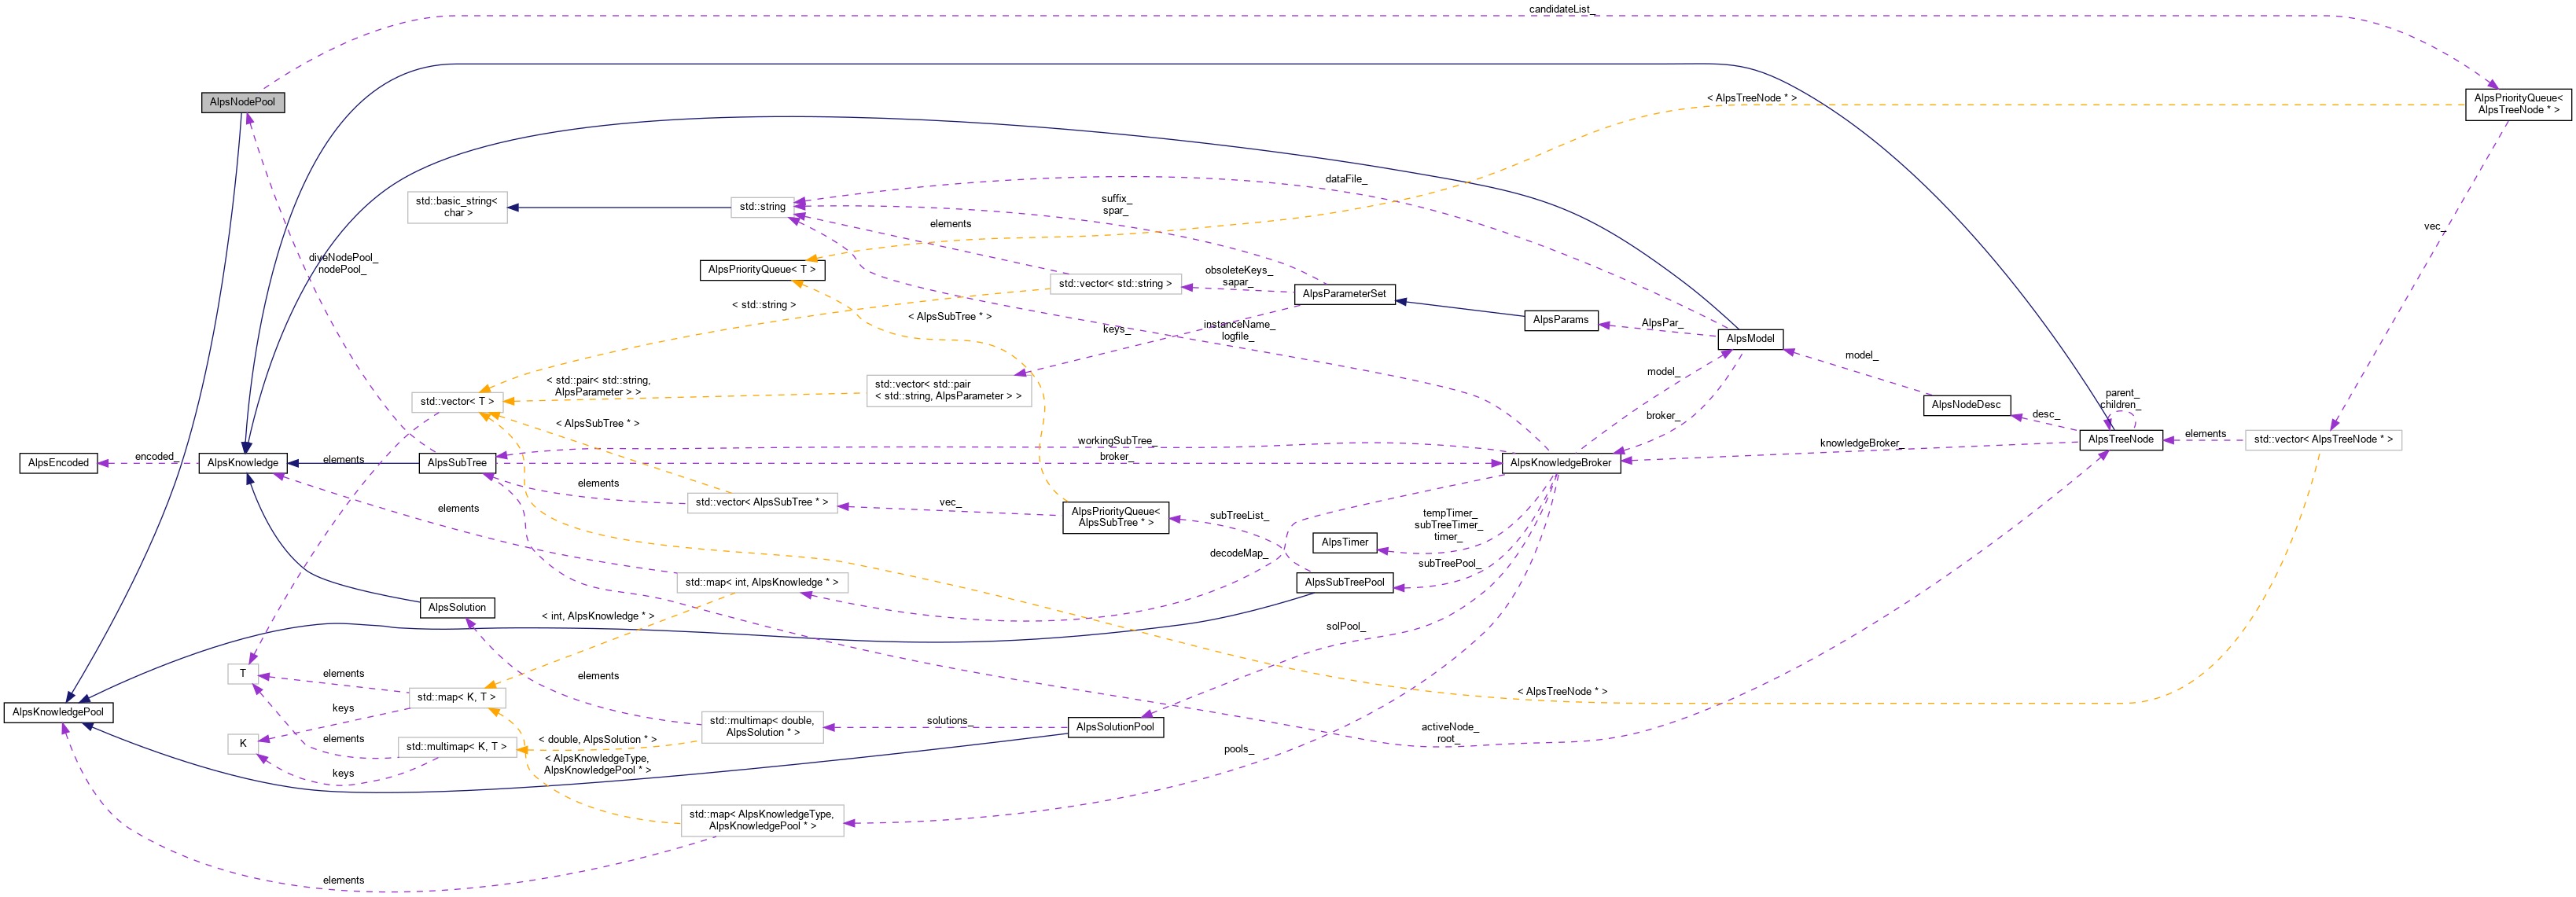 candidateList_
AlpsNodePool
AlpsPriorityQueue<
AlpsTreeNode * >
< AlpsTreeNode * >
dataFile_
std::basic_string<
char >
std::string
suffix_
spar_
elements
vec_
diveNodePool_
nodePool_
AlpsPriorityQueue< T >
obsoleteKeys_
sapar_
std::vector< std::string >
AlpsParameterSet
< std::string >
< AlpsSubTree * >
keys_
instanceName_
logfile_
AlpsParams
AlpsPar_
AlpsModel
model_
model_
< std::pair< std::string,
AlpsParameter > >
std::vector< std::pair
< std::string, AlpsParameter > >
std::vector< T >
parent_
children_
AlpsNodeDesc
desc_
broker_
< AlpsSubTree * >
workingSubTree_
knowledgeBroker_
AlpsTreeNode
elements
std::vector< AlpsTreeNode * >
AlpsEncoded
encoded_
AlpsKnowledge
elements
AlpsSubTree
broker_
AlpsKnowledgeBroker
elements
std::vector< AlpsSubTree * >
vec_
AlpsPriorityQueue<
AlpsSubTree * >
elements
subTreeList_
tempTimer_
subTreeTimer_
timer_
AlpsTimer
decodeMap_
subTreePool_
std::map< int, AlpsKnowledge * >
AlpsSubTreePool
AlpsSolution
< int, AlpsKnowledge * >
solPool_
T
elements
elements
std::map< K, T >
< AlpsTreeNode * >
keys
AlpsKnowledgePool
std::multimap< double,
AlpsSolution * >
solutions_
AlpsSolutionPool
activeNode_
root_
K
elements
std::multimap< K, T >
< double, AlpsSolution * >
pools_
keys
< AlpsKnowledgeType,
AlpsKnowledgePool * >
std::map< AlpsKnowledgeType,
AlpsKnowledgePool * >
elements